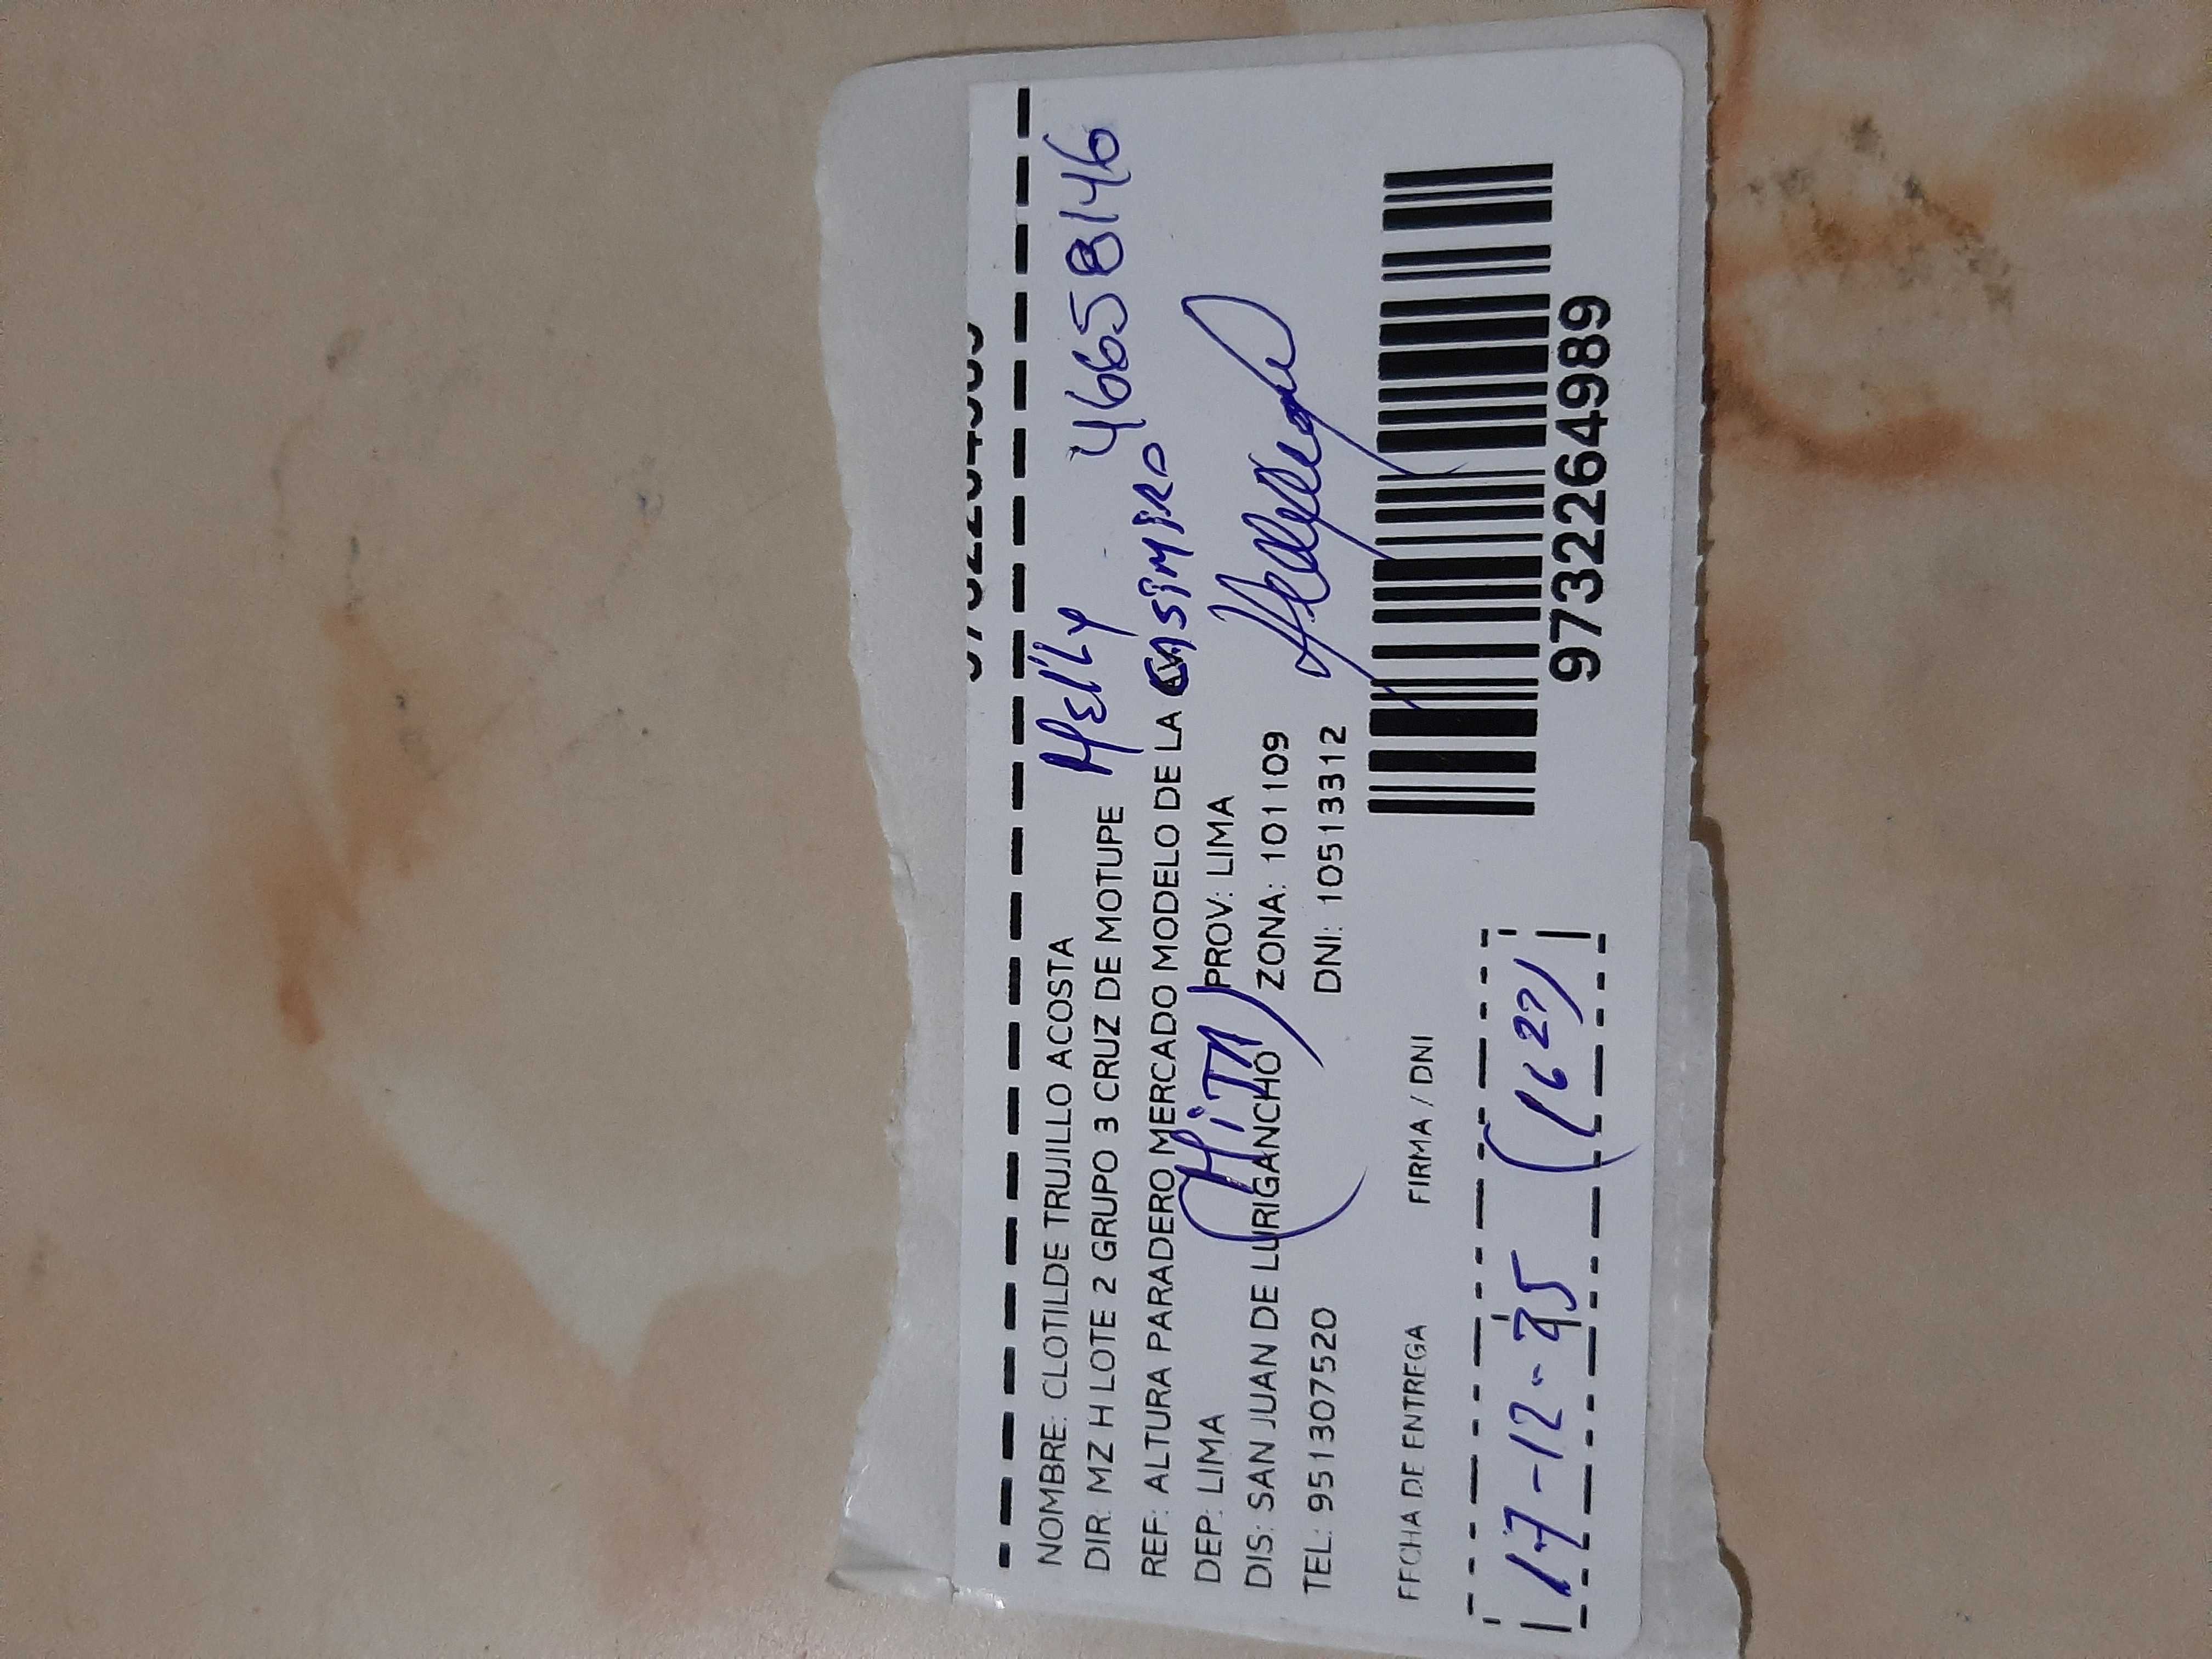 NOMBRE: CLOTILDE TRUJILLO ACOSTA
DIR: MZ H LOTE 2 GRUPO 3 CRUZ DE MOTUPE
Helly 46658146
REF: ALTURA PARADERO MERCADO MODELO DE LA
CASIMIRO
DEP: LIMA PROV: LIMA
DIS: SAN JUAN DE LURIGANCHO ZONA: 101109
TEL: 951307520 DNI: 10513312
FECHA DE ENTREGA FIRMA / DNI
17-12-25 (1627)
9732264989